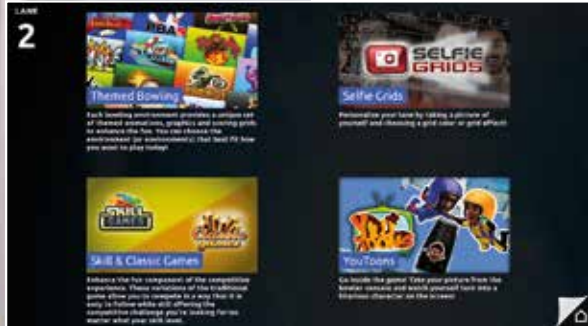 LANE
2
PBA
Themed Bowling
Each bowling environment provides a unique set
of themed animations, graphics and scoring grids
to enhance the fun. You can choose the
environment (or environments) that best fit how
you want to play today!
SELFIE
GRIDS
Selfie Grids
Personalize your lane by taking a picture of
yourself and choosing a grid color or grid effect!
SKILL
GAMES
Skill & Classic Games
Enhance the fun component of the competitive
experience. These variations of the traditional
game allow you to compete in a way that it is
easy to follow while still offering the
competitive challenge you're looking for no
matter what your skill level.
YouToons
Go inside the game! Take your picture from the
bowler console and watch yourself turn into a
hilarious character on the screen!